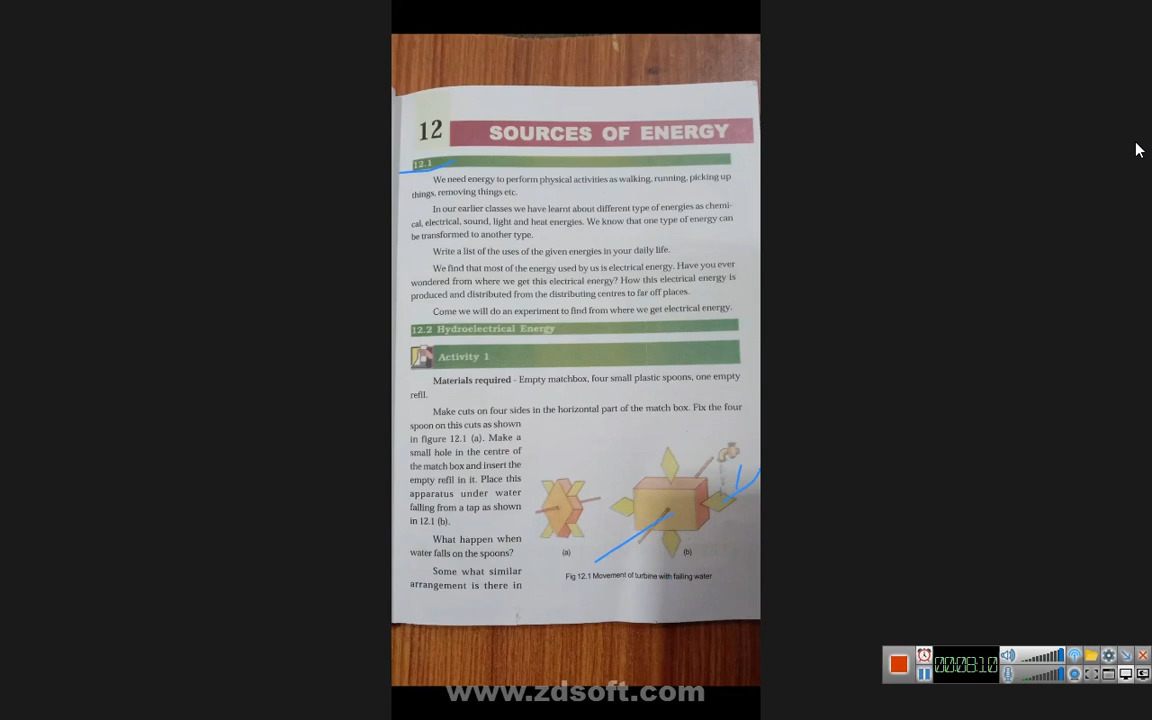 12
SOURCES OF ENERGY
12.1
We need energy to perform physical activities as walking, running, picking up
things, removing things etc.
In our earlier classes we have learnt about different type of energies as chemi-
cal, electrical, sound, light and heat energies. We know that one type of energy can
be transformed to another type.
Write a list of the uses of the given energies in your daily life.
We find that most of the energy used by us is electrical energy. Have you ever
wondered from where we get this electrical energy? How this electrical energy is
produced and distributed from the distributing centres to far off places.
Come we will do an experiment to find from where we get electrical energy.
12.2 Hydroelectrical Energy
Activity 1
Materials required - Empty matchbox, four small plastic spoons, one empty
refil.
Make cuts on four sides in the horizontal part of the match box. Fix the four
spoon on this cuts as shown
in figure 12.1 (a). Make a
small hole in the centre of
the match box and insert the
empty refil in it. Place this
apparatus under water
falling from a tap as shown
in 12.1 (b).
What happen when
water falls on the spoons?
Some what similar
arrangement is there in
(a)
(b)
Fig 12.1 Movement of turbine with falling water
00:08:10
www.zdsoft.com